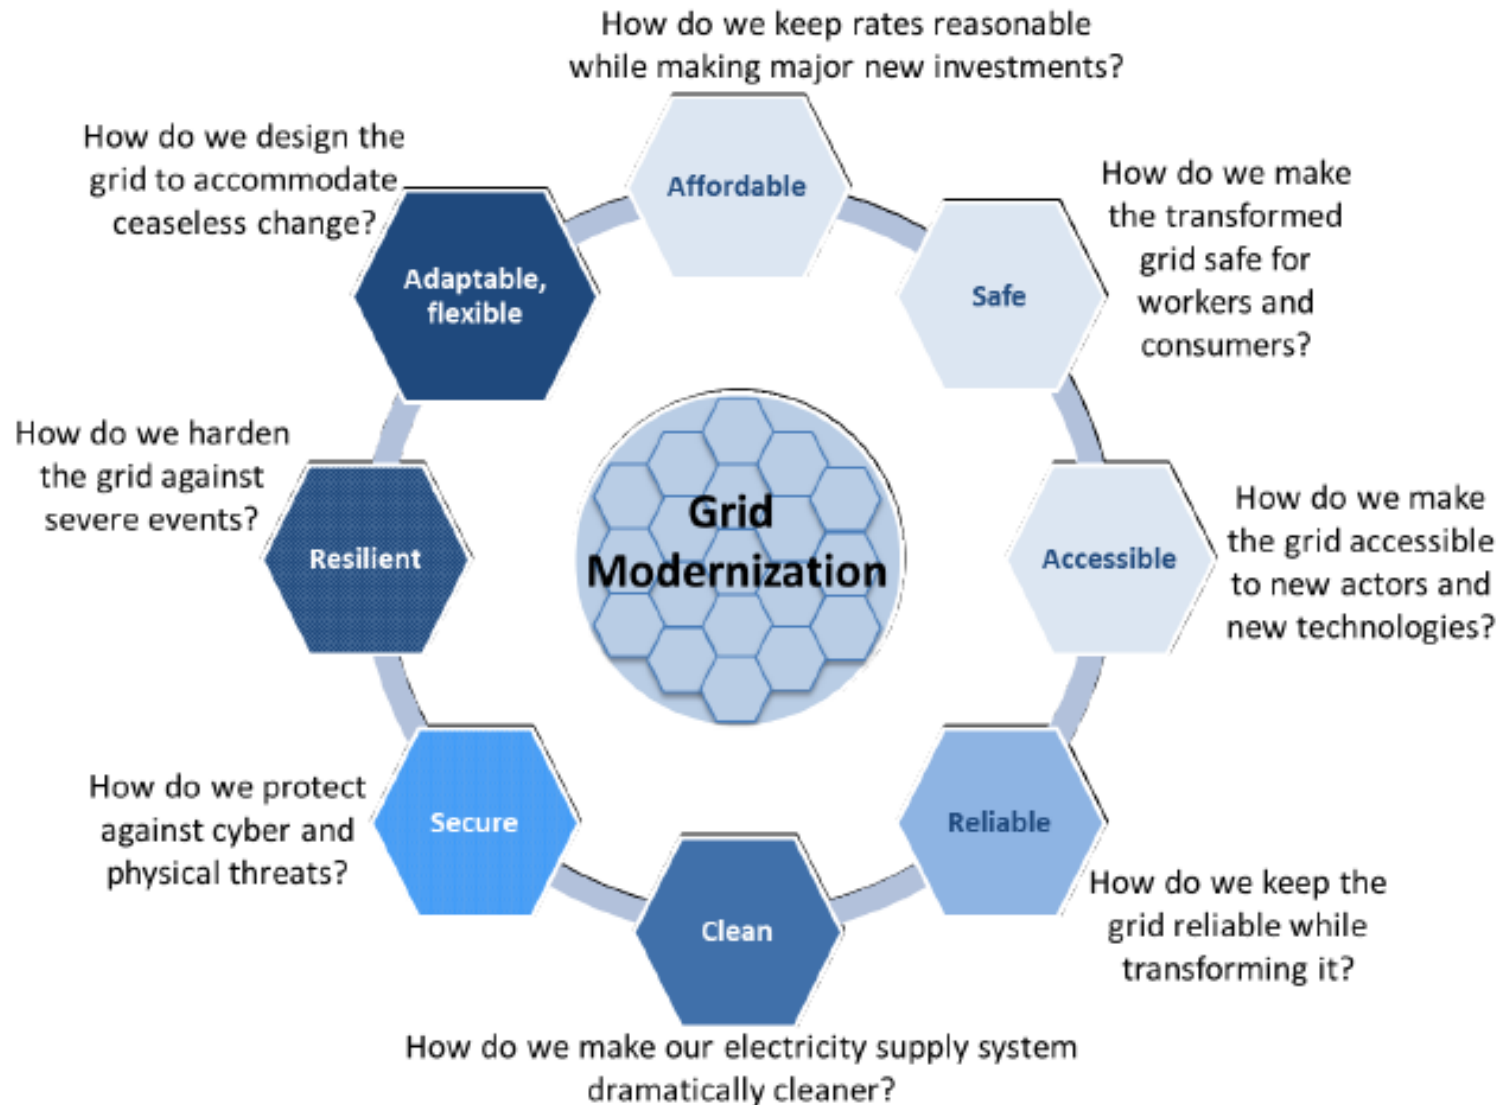 How do we keep rates reasonable
while making major new investments?
Affordable
How do we make
the transformed
grid safe for
workers and
consumers?
Safe
How do we make
the grid accessible
to new actors and
new technologies?
Accessible
Reliable
How do we keep the
grid reliable while
transforming it?
Clean
How do we make our electricity supply system
dramatically cleaner?
Secure
How do we protect
against cyber and
physical threats?
Resilient
How do we harden
the grid against
severe events?
Adaptable,
flexible
How do we design the
grid to accommodate
ceaseless change?
Grid
Modernization